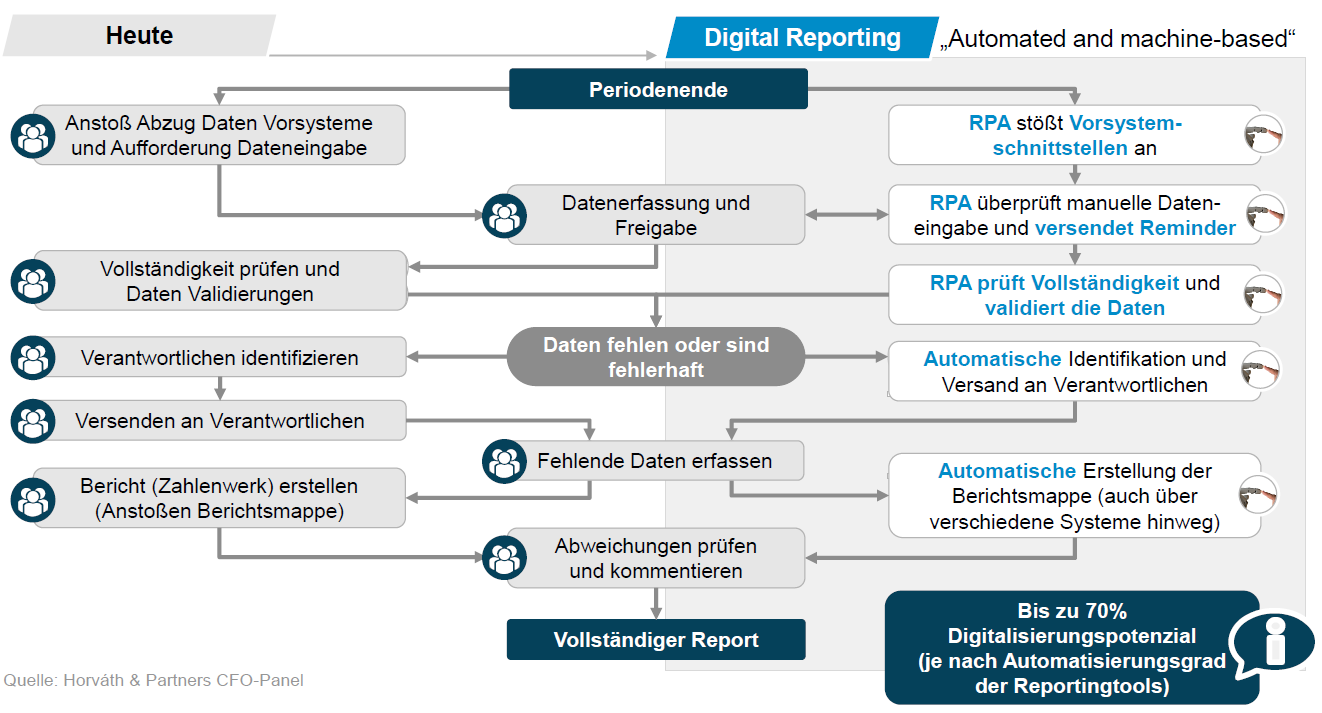 Heute
Digital Reporting
„Automated and machine-based“
Periodenende
Anstoß Abzug Daten Vorsysteme
und Aufforderung Dateneingabe
RPA stößt Vorsystem-
schnittstellen an
Datenerfassung und
Freigabe
RPA überprüft manuelle Daten-
eingabe und versendet Reminder
Vollständigkeit prüfen und
Daten Validierungen
RPA prüft Vollständigkeit und
validiert die Daten
Daten fehlen oder sind
fehlerhaft
Verantwortlichen identifizieren
Automatische Identifikation und
Versand an Verantwortlichen
Versenden an Verantwortlichen
Fehlende Daten erfassen
Bericht (Zahlenwerk) erstellen
(Anstoßen Berichtsmappe)
Automatische Erstellung der
Berichtsmappe (auch über
verschiedene Systeme hinweg)
Abweichungen prüfen
und kommentieren
Vollständiger Report
Bis zu 70%
Digitalisierungspotenzial
(je nach Automatisierungsgrad
der Reportingtools)
Quelle: Horváth & Partners CFO-Panel